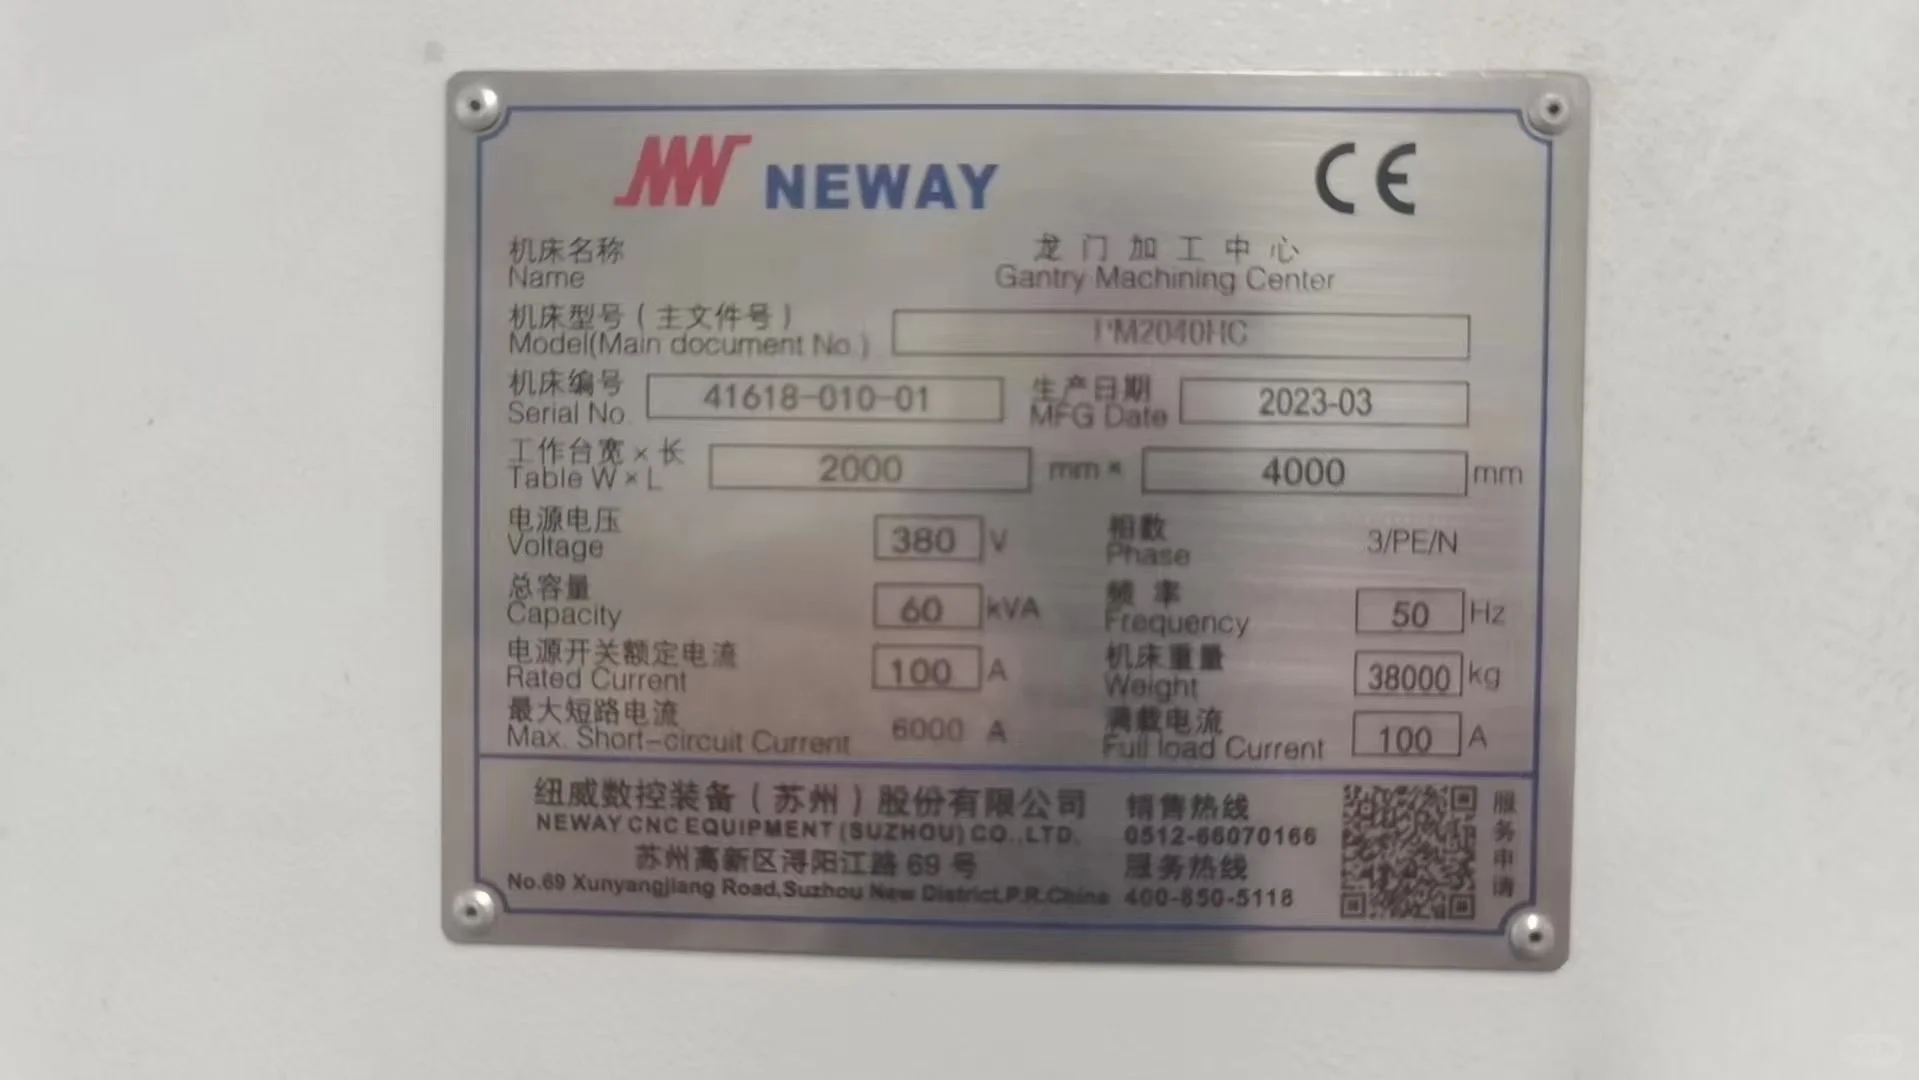 NEWAY CE
机床名称 龙门加工中心
Name Gantry Machining Center
机床型号(主文件号) PM2040HC
Model(Main document No.)
机床编号 41618-010-01 生产日期 2023-03
Serial No. MFG Date
工作台宽×长 2000 mm× 4000 mm
Table W×L
电源电压 380 V 相数 3/PE/N
Voltage Phase
总容量 60 kVA 频率 50 Hz
Capacity Frequency
电源开关额定电流 100 A 机床重量 38000 kg
Rated Current Weight
最大短路电流 6000 A 满载电流 100 A
Max. Short-circuit Current Full load Current
纽威数控装备(苏州)股份有限公司 销售热线
NEWAY CNC EQUIPMENT (SUZHOU) CO.,LTD. 0512-66070166
苏州高新区浔阳江路 69 号 服务热线
No.69 Xunyangjiang Road,Suzhou New District,P.R.China 400-850-5118
服务申请